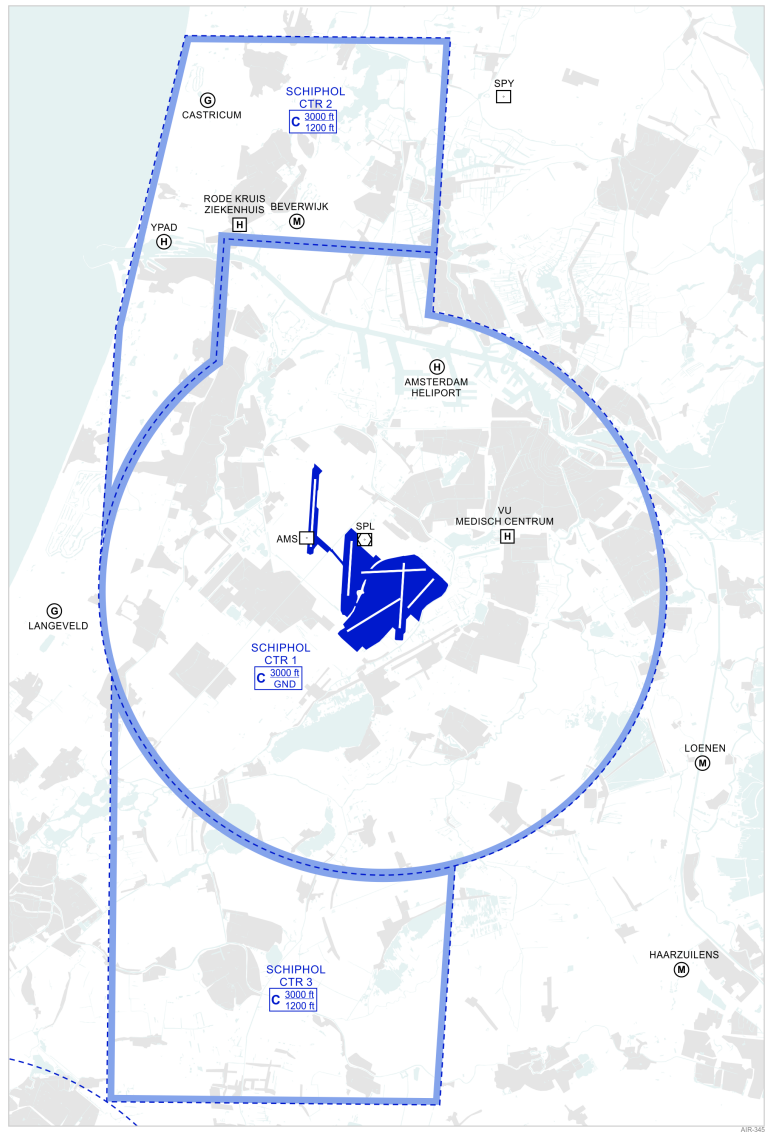 SPY
SCHIPHOL
CTR 2
C 3000 ft
1200 ft
G
CASTRICUM
RODE KRUIS
ZIEKENHUIS
H
BEVERWIJK
M
YPAD
H
H
AMSTERDAM
HELIPORT
VU
MEDISCH CENTRUM
H
SPL
AMS
G
LANGEVELD
SCHIPHOL
CTR 1
C 3000 ft
GND
LOENEN
M
HAARZUILENS
M
SCHIPHOL
CTR 3
C 3000 ft
1200 ft
AIR-345